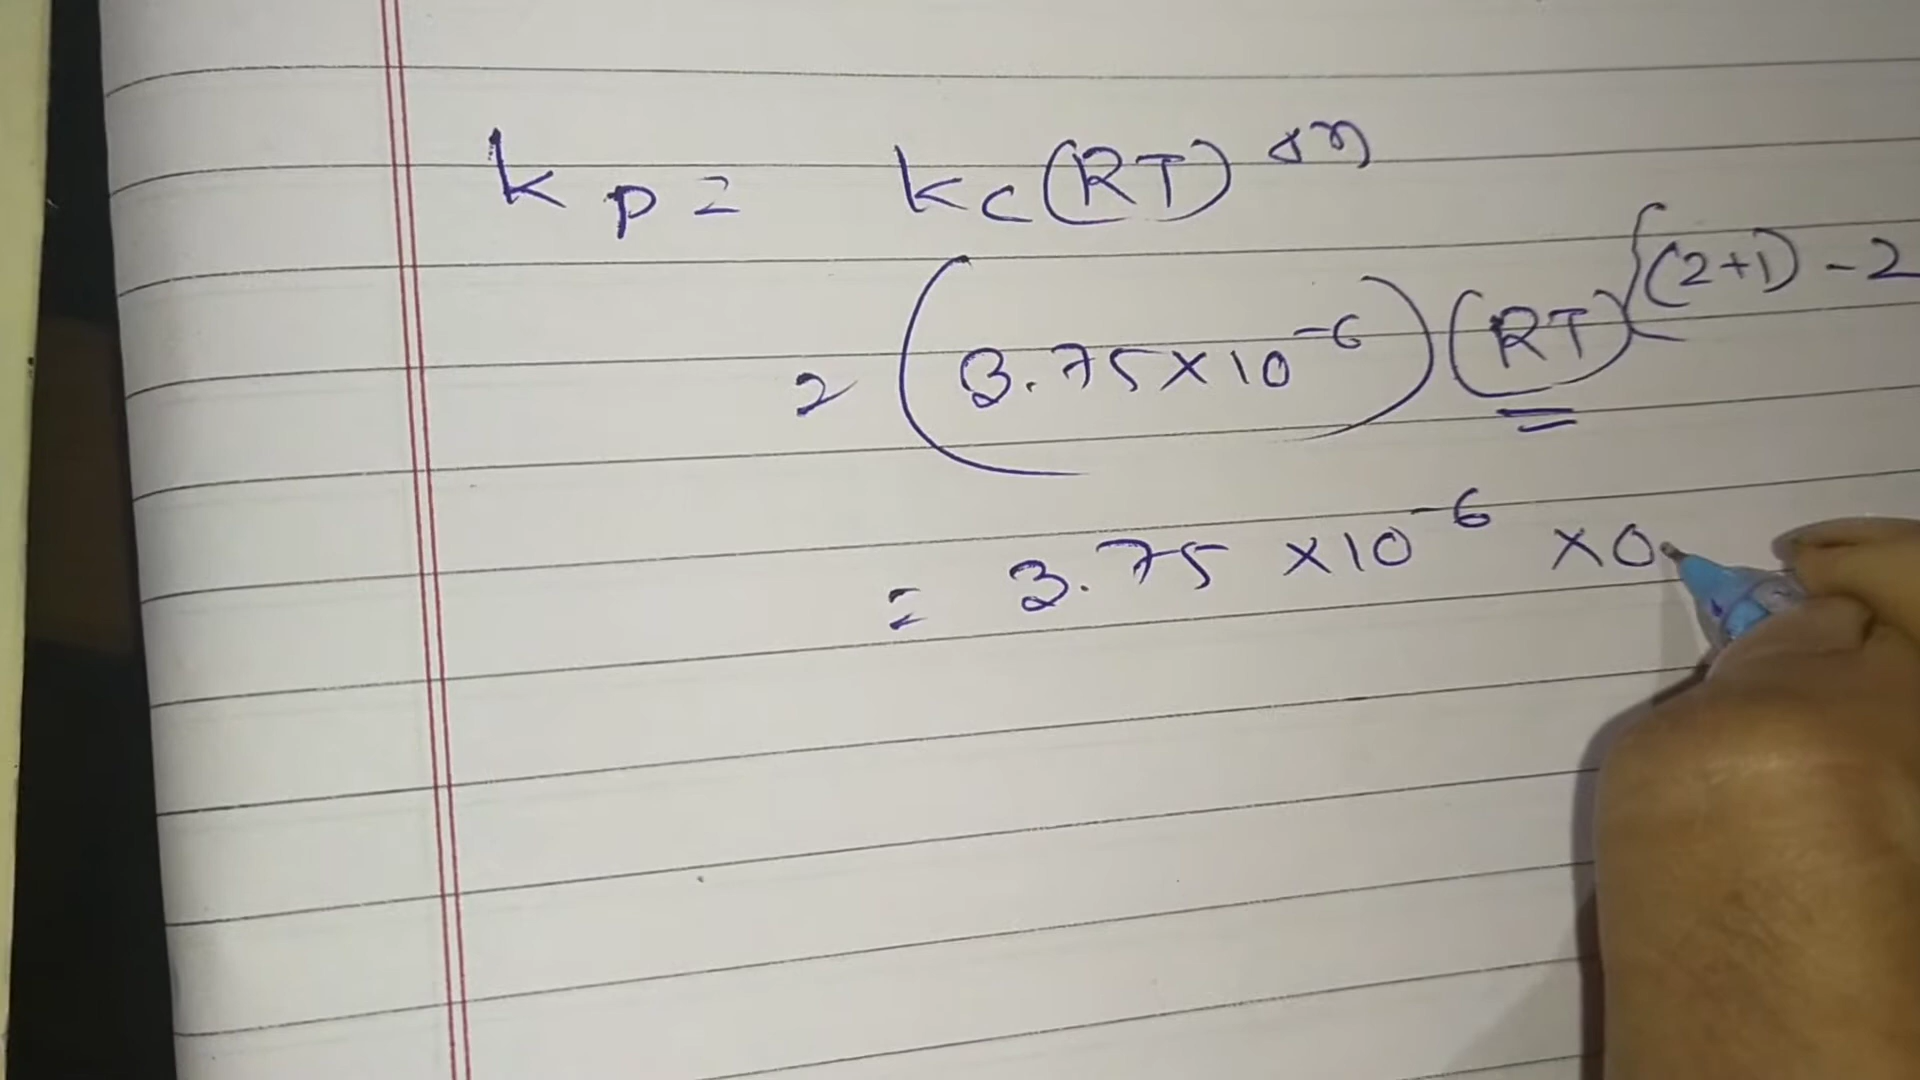 Kp = Kc(RT)^Δn
= (3.75×10^-6)(RT)^{(2+1)-2
= 3.75 ×10^-6 ×0.